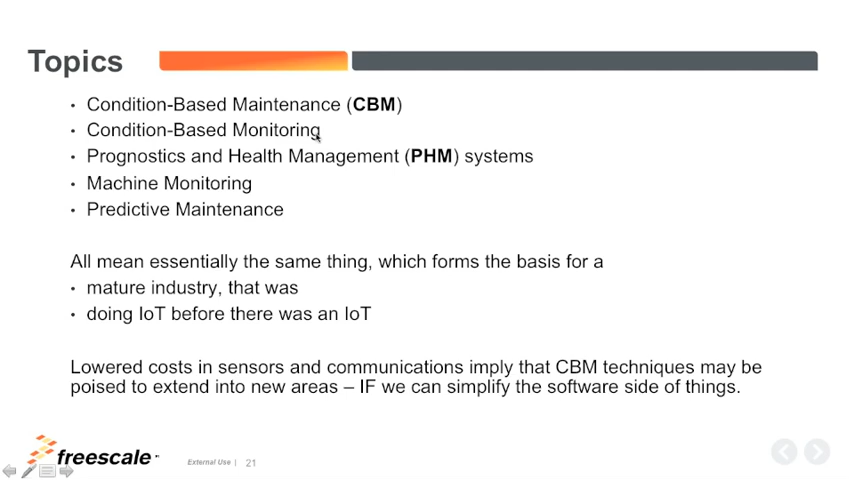 Topics
• Condition-Based Maintenance (CBM)
• Condition-Based Monitoring
• Prognostics and Health Management (PHM) systems
• Machine Monitoring
• Predictive Maintenance
All mean essentially the same thing, which forms the basis for a
• mature industry, that was
• doing IoT before there was an IoT
Lowered costs in sensors and communications imply that CBM techniques may be
poised to extend into new areas – IF we can simplify the software side of things.
freescale™
External Use | 21